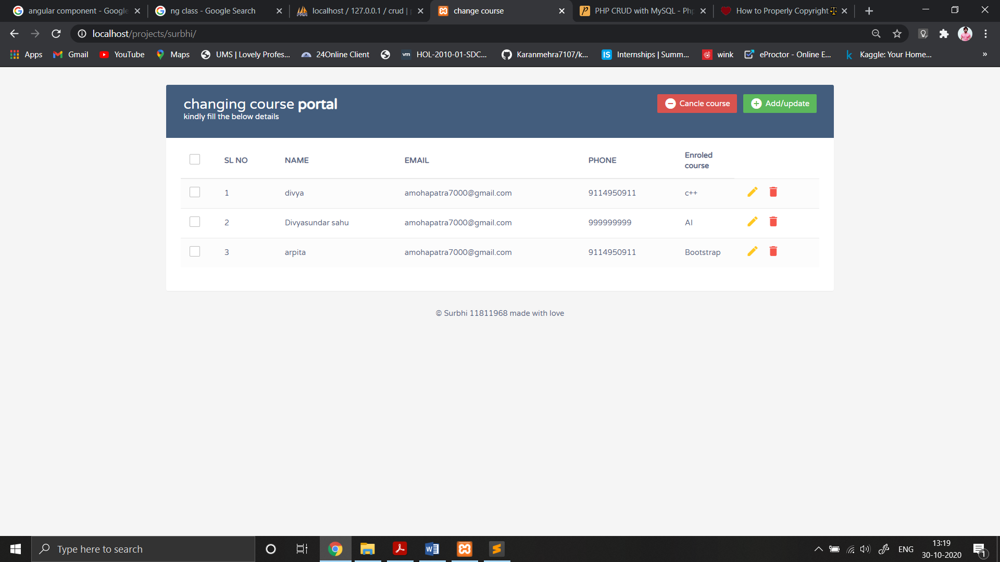 angular component - Google
ng class - Google Search
localhost / 127.0.0.1 / crud |
change course
PHP CRUD with MySQL - Ph
How to Properly Copyright
localhost/projects/surbhi/
Apps
Gmail
YouTube
Maps
UMS | Lovely Profes...
24Online Client
vm HOL-2010-01-SDC...
Karanmehra7107/k...
IS Internships | Summ...
wink
eProctor - Online E...
k Kaggle: Your Home...
»
changing course portal
kindly fill the below details
Cancle course
Add/update
SL NO NAME EMAIL PHONE Enroled course
1 divya amohapatra7000@gmail.com 9114950911 c++
2 Divyasundar sahu amohapatra7000@gmail.com 999999999 AI
3 arpita amohapatra7000@gmail.com 9114950911 Bootstrap
© Surbhi 11811968 made with love
Type here to search
ENG
13:19
30-10-2020
1